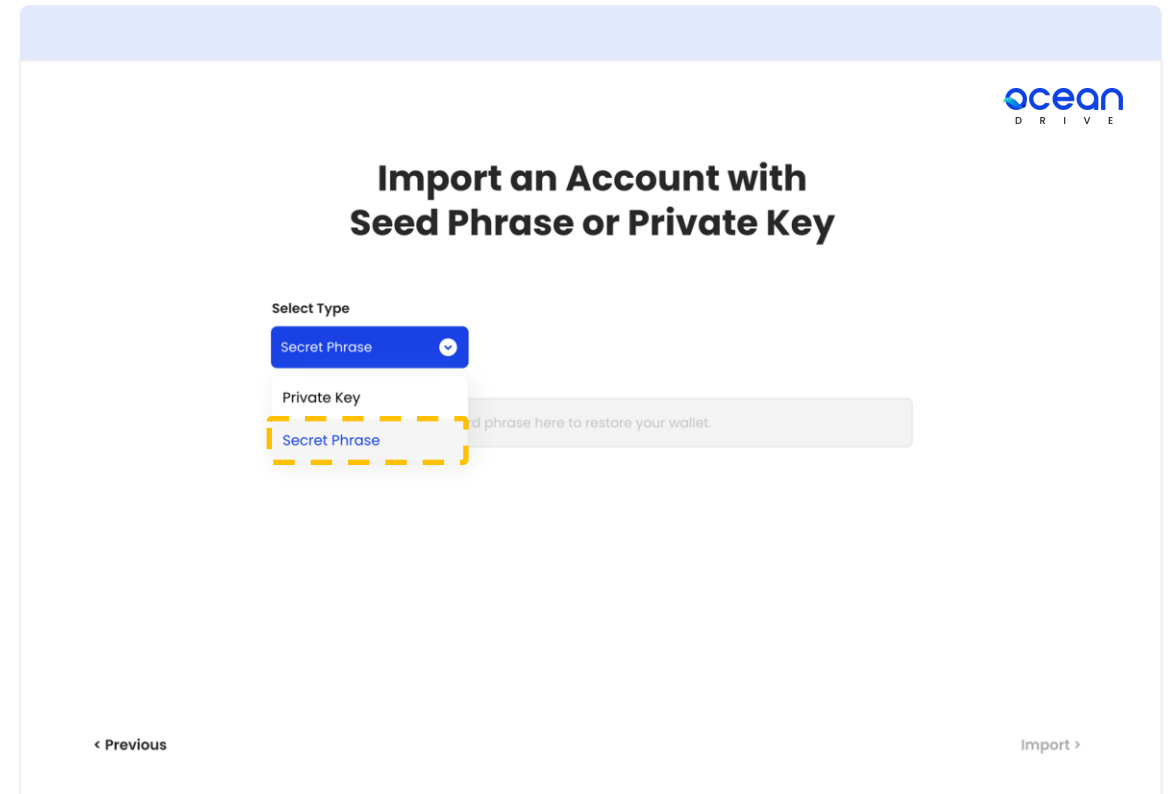 ocean
DRIVE
Import an Account with
Seed Phrase or Private Key
Select Type
Secret Phrase
Private Key
phrase here to restore your wallet.
Secret Phrase
< Previous
Import >